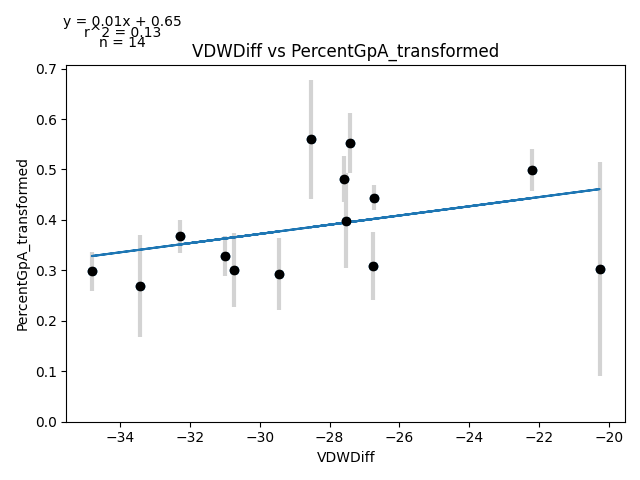 y = 0.01x + 0.65
r^2 = 0.13
n = 14
VDWDiff vs PercentGpA_transformed
0.7
0.6
0.5
0.4
0.3
0.2
0.1
0.0
PercentGpA_transformed
−34
−32
−30
−28
−26
−24
−22
−20
VDWDiff